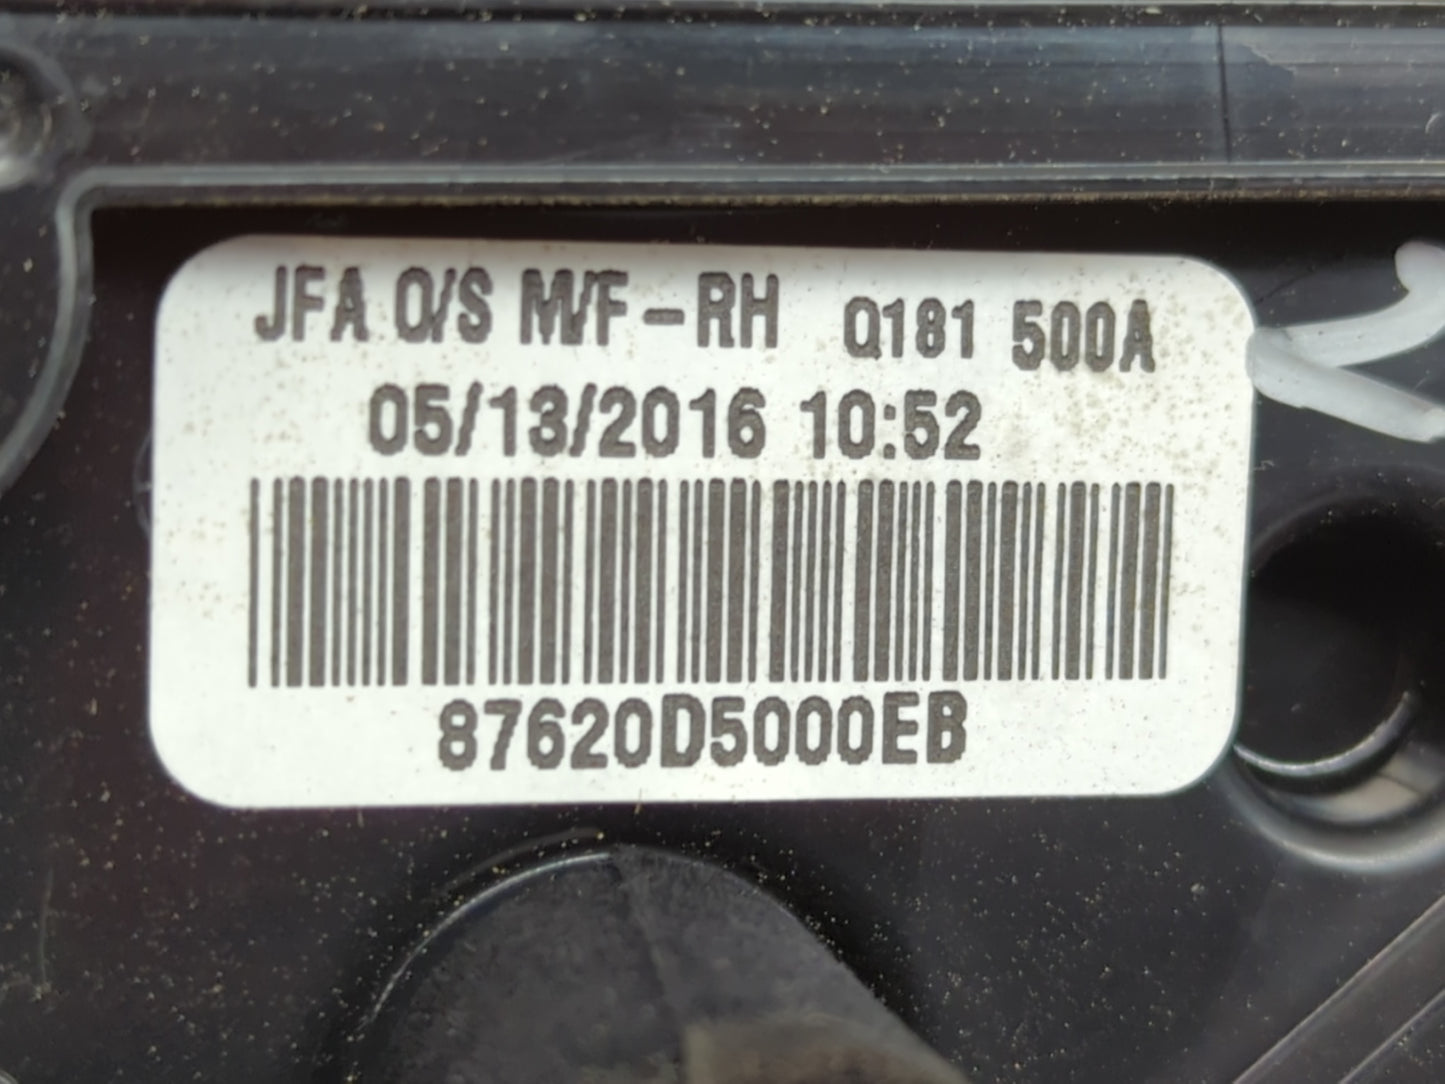 JFA O/S M/F-RH Q181 500A
05/13/2016 10:52
87620D5000EB